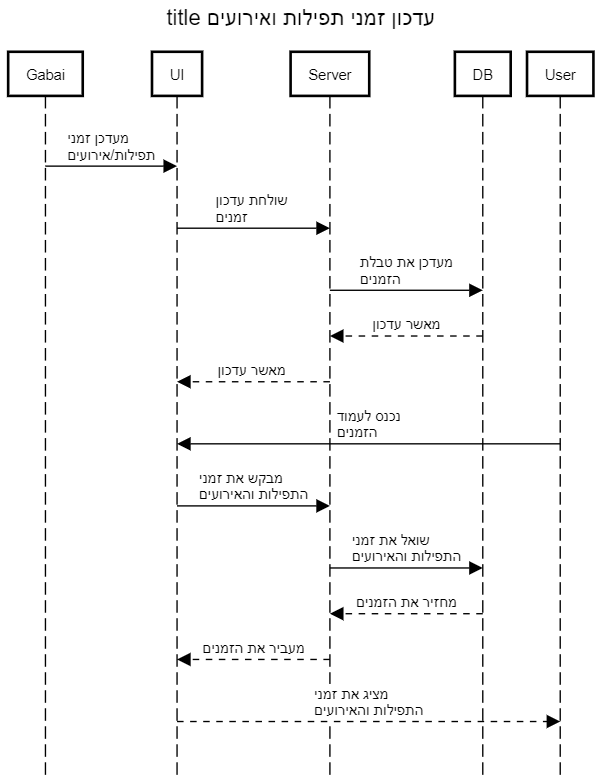 title עדכון זמני תפילות ואירועים
Gabai
UI
Server
DB
User
מעדכן זמני
תפילות/אירועים
שולחת עדכון
זמנים
מעדכן את טבלת
הזמנים
מאשר עדכון
מאשר עדכון
נכנס לעמוד
הזמנים
מבקש את זמני
התפילות והאירועים
שואל את זמני
התפילות והאירועים
מחזיר את הזמנים
מעביר את הזמנים
מציג את זמני
התפילות והאירועים